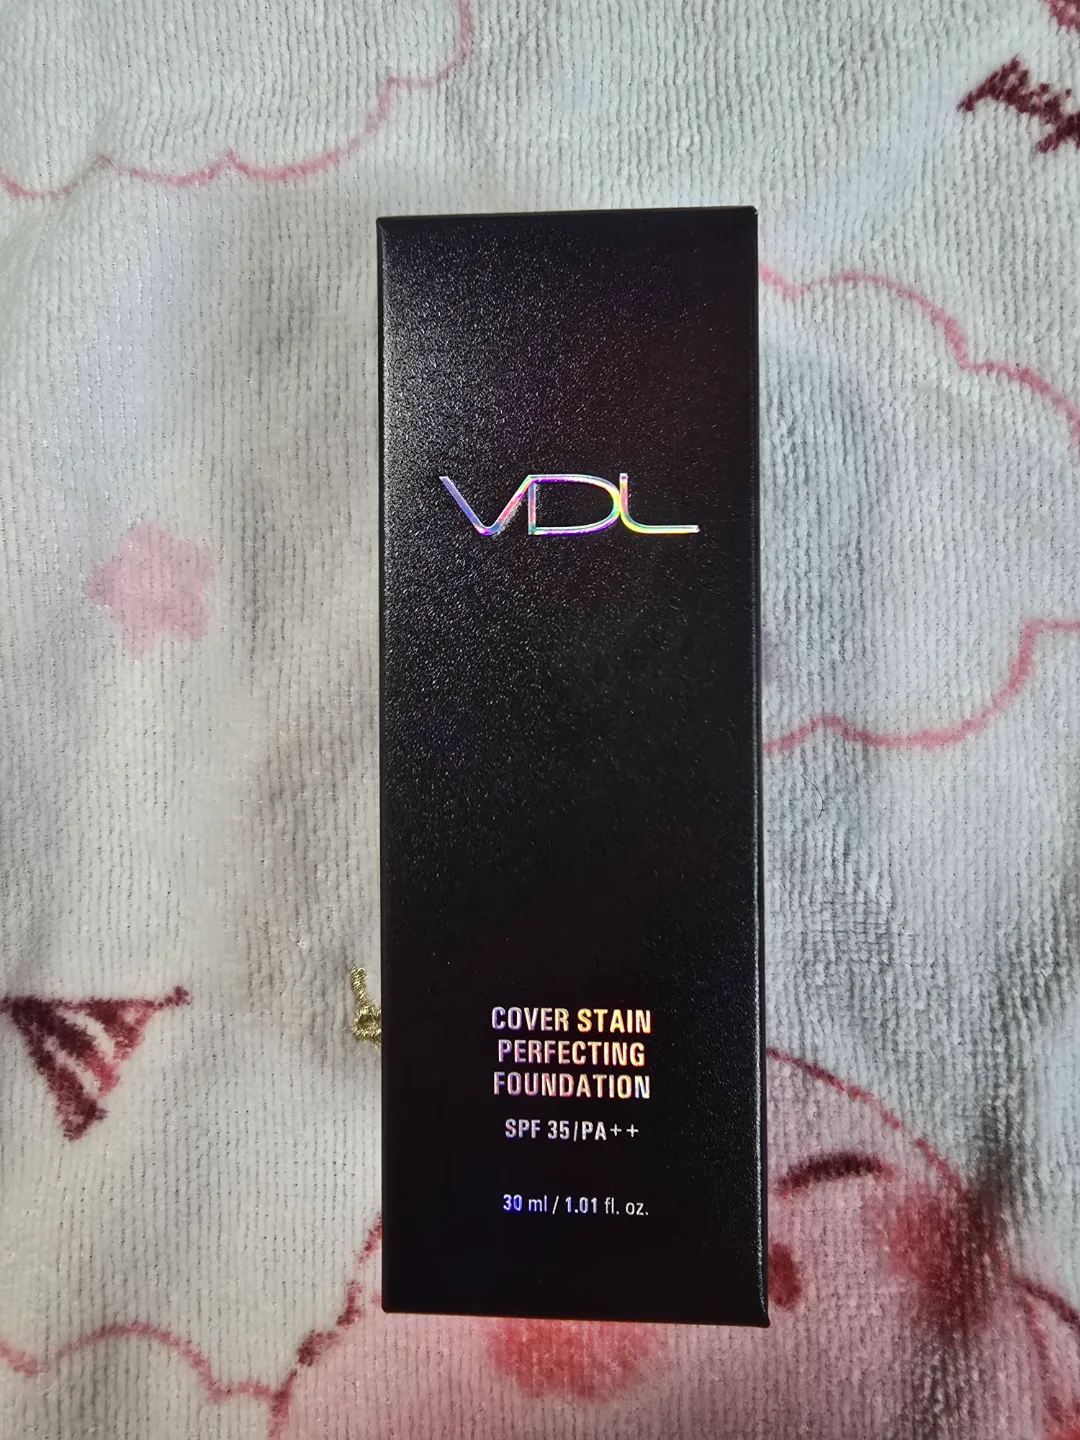 VDL
COVER STAIN
PERFECTING
FOUNDATION
SPF 35/PA++
30 ml / 1.01 fl. oz.